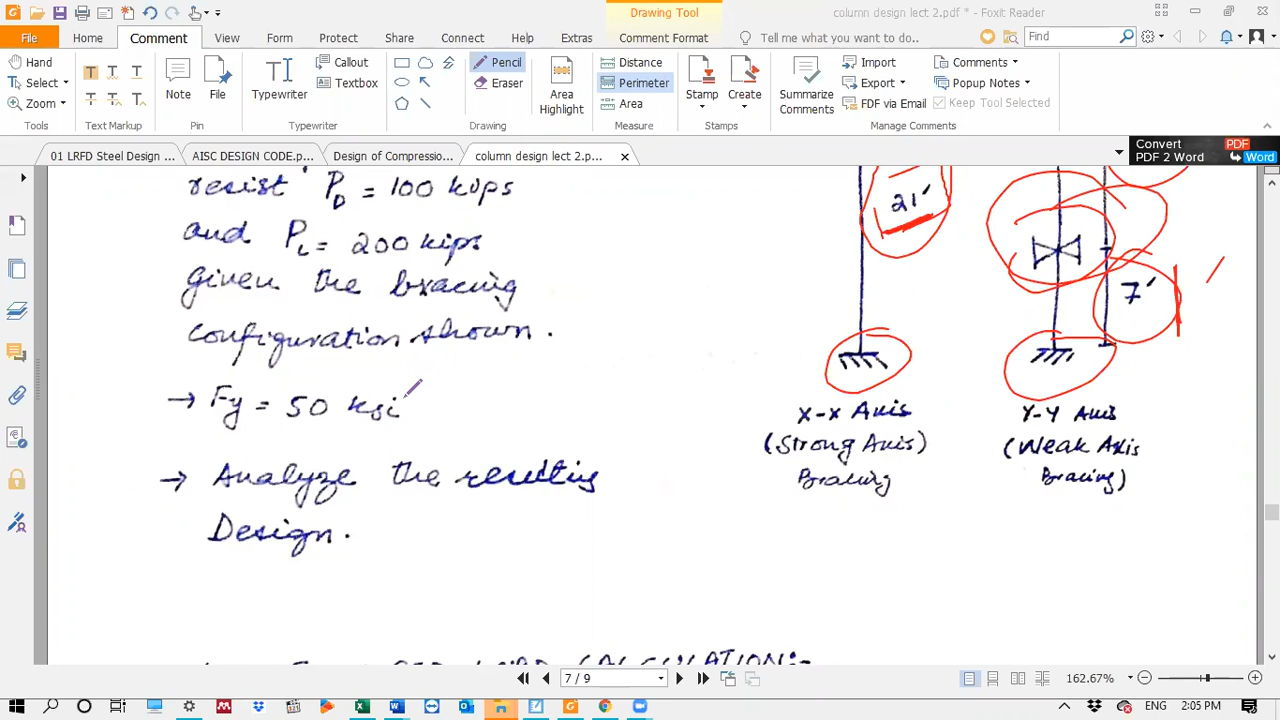 Drawing Tool
column design lect 2.pdf * - Foxit Reader
File Home Comment View Form Protect Share Connect Help Extras Comment Format Tell me what you want to do... Find
Hand
Select
Zoom
Tools
Text Markup
Note
File
Pin
Typewriter
Callout
Textbox
Typewriter
Pencil
Eraser
Drawing
Area Highlight
Distance
Perimeter
Area
Measure
Stamp
Create
Stamps
Summarize Comments
Import
Export
FDF via Email
Comments
Popup Notes
Keep Tool Selected
Manage Comments
01 LRFD Steel Design ... AISC DESIGN CODE.pd... Design of Compressio... column design lect 2.p...
Convert PDF
PDF 2 Word Word
resist PD = 100 kips
and PL = 200 kips
given the bracing
configuration shown.
→ Fy = 50 ksi
→ Analyze the resulting
Design.
21'
7'
X-X Axis
(Strong Axis)
Bracing
Y-Y Axis
(Weak Axis
Bracing)
7 / 9
162.67%
2:05 PM